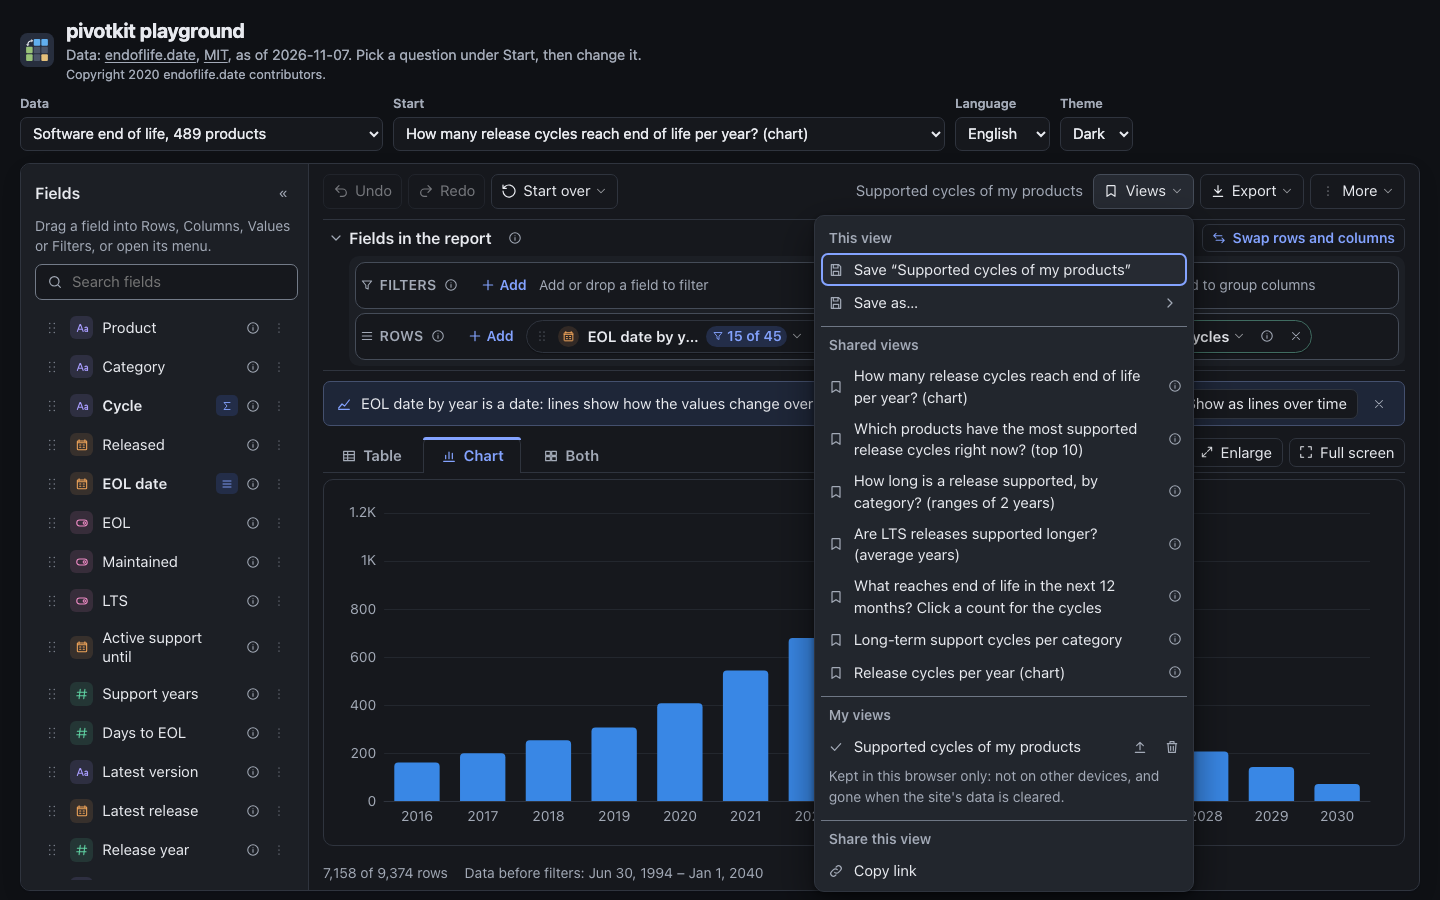 pivotkit playground
Data: endoflife.date, MIT, as of 2026-11-07. Pick a question under Start, then change it.
Copyright 2020 endoflife.date contributors.
Data
Start
Language
Theme
Software end of life, 489 products
How many release cycles reach end of life per year? (chart)
English
Dark
Fields
«
Drag a field into Rows, Columns, Values
or Filters, or open its menu.
Search fields
Aa Product
Aa Category
Aa Cycle Σ
Released
EOL date
EOL
Maintained
LTS
Active support
until
# Support years
# Days to EOL
Aa Latest version
Latest release
# Release year
Undo
Redo
Start over
Supported cycles of my products
Views
Export
More
Fields in the report
Swap rows and columns
FILTERS
+ Add
Add or drop a field to filter
d to group columns
ROWS
+ Add
EOL date by y...
15 of 45
ycles
EOL date by year is a date: lines show how the values change over
Show as lines over time
Table
Chart
Both
Enlarge
Full screen
1.2K
1K
800
600
400
200
0
2016
2017
2018
2019
2020
2021
202
2028
2029
2030
7,158 of 9,374 rows
Data before filters: Jun 30, 1994 – Jan 1, 2040
This view
Save “Supported cycles of my products”
Save as...
Shared views
How many release cycles reach end of life
per year? (chart)
Which products have the most supported
release cycles right now? (top 10)
How long is a release supported, by
category? (ranges of 2 years)
Are LTS releases supported longer?
(average years)
What reaches end of life in the next 12
months? Click a count for the cycles
Long-term support cycles per category
Release cycles per year (chart)
My views
Supported cycles of my products
Kept in this browser only: not on other devices, and
gone when the site's data is cleared.
Share this view
Copy link